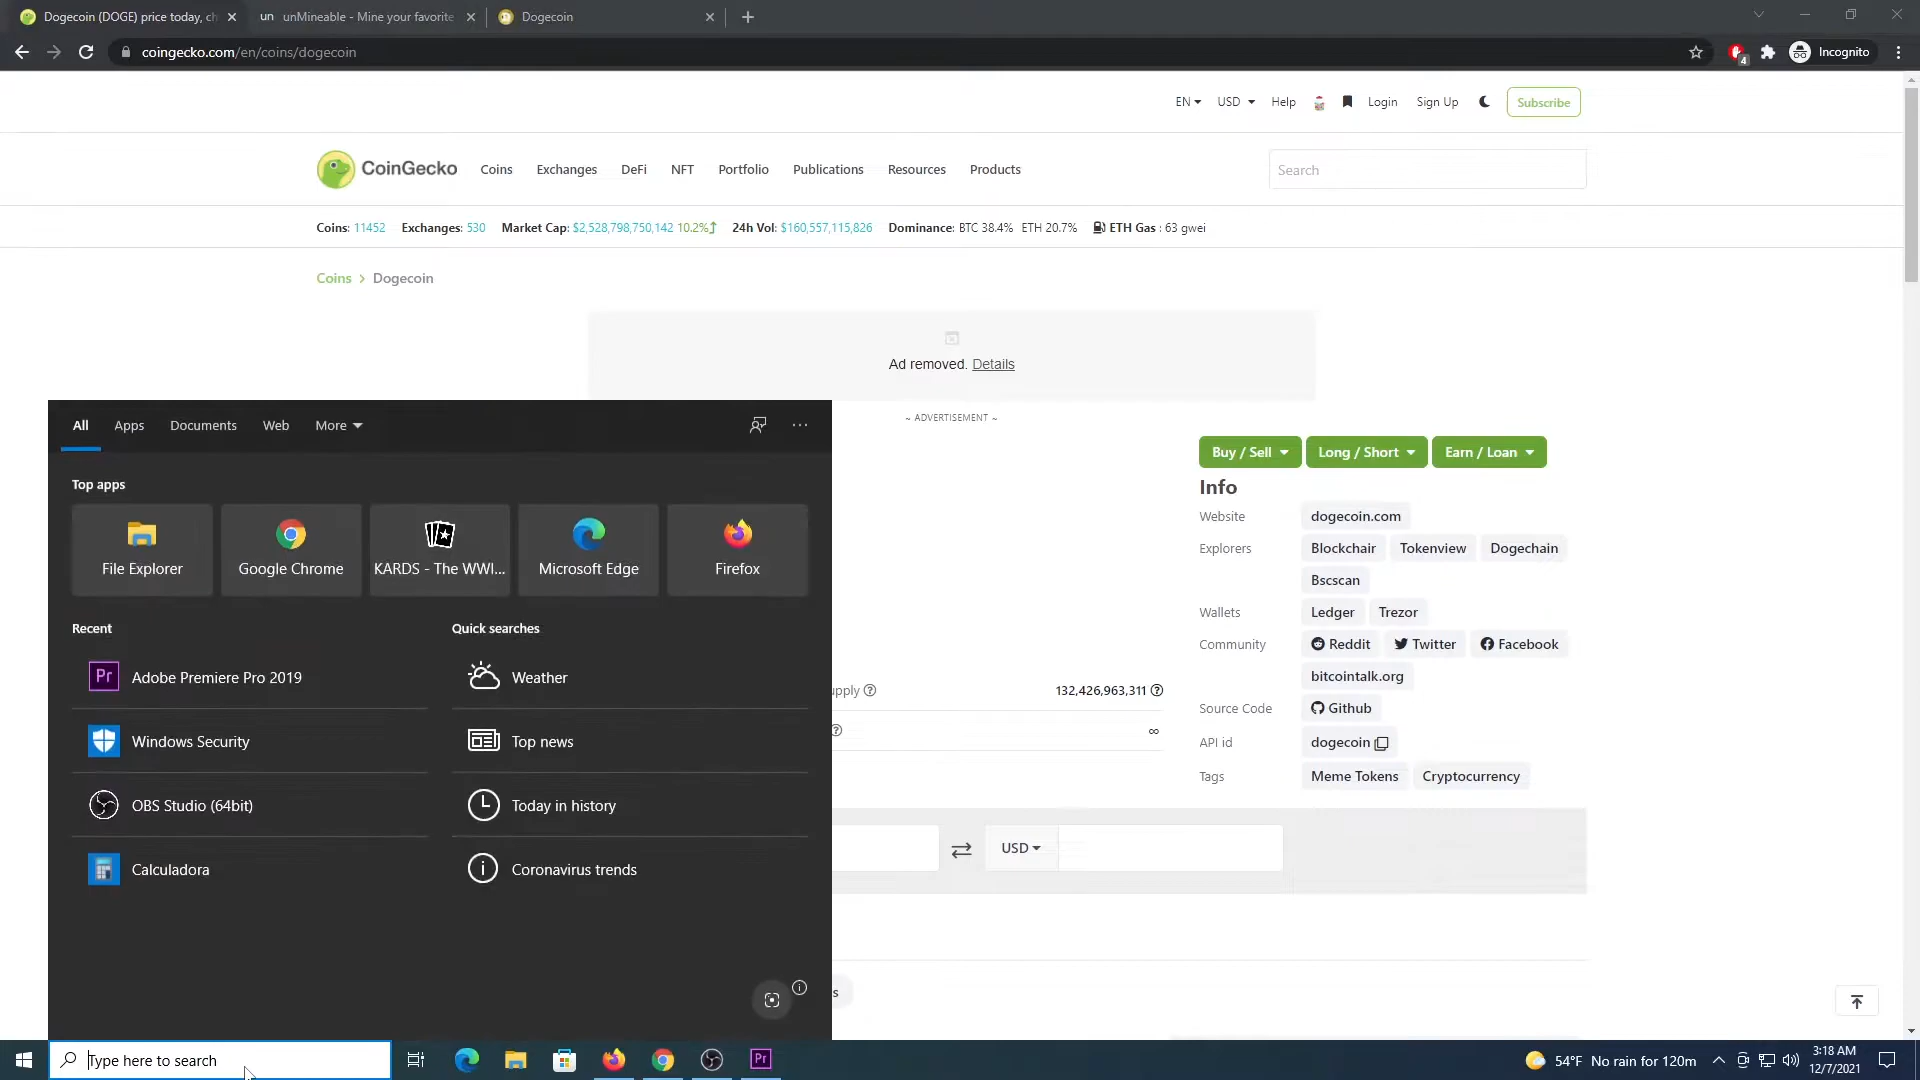 Dogecoin (DOGE) price today, ch
unMineable - Mine your favorite
Dogecoin
coingecko.com/en/coins/dogecoin
4
Incognito
EN USD Help Login Sign Up Subscribe
CoinGecko Coins Exchanges DeFi NFT Portfolio Publications Resources Products Search
Coins: 11452 Exchanges: 530 Market Cap: $2,528,798,750,142 10.2% 24h Vol: $160,557,115,826 Dominance: BTC 38.4% ETH 20.7% ETH Gas : 63 gwei
Coins > Dogecoin
Ad removed. Details
~ ADVERTISEMENT ~
All Apps Documents Web More
Top apps
File Explorer
Google Chrome
KARDS - The WWI...
Microsoft Edge
Firefox
Recent
Adobe Premiere Pro 2019
Windows Security
OBS Studio (64bit)
Calculadora
Quick searches
Weather
Top news
Today in history
Coronavirus trends
Buy / Sell
Long / Short
Earn / Loan
Info
Website dogecoin.com
Explorers Blockchair Tokenview Dogechain
Bscscan
Wallets Ledger Trezor
Community Reddit Twitter Facebook
bitcointalk.org
Source Code Github
API id dogecoin
Tags Meme Tokens Cryptocurrency
upply 132,426,963,311
∞
USD
s
Type here to search
Pr
54°F No rain for 120m
3:18 AM
12/7/2021